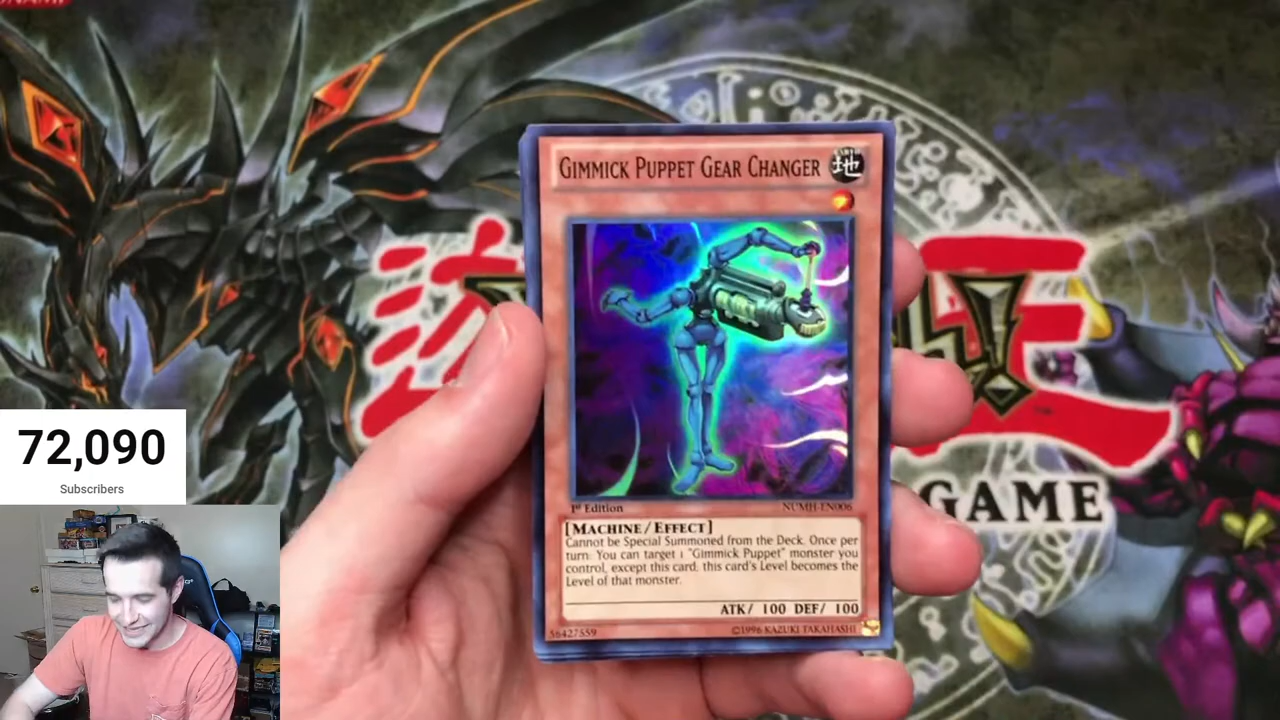 GIMMICK PUPPET GEAR CHANGER
地
1st Edition
NUMH-EN006
[MACHINE/EFFECT]
Cannot be Special Summoned from the Deck. Once per
turn: You can target 1 "Gimmick Puppet" monster you
control, except this card; this card's Level becomes the
Level of that monster.
ATK/ 100 DEF/ 100
56427559
©1996 KAZUKI TAKAHASHI
GAME
72,090
Subscribers